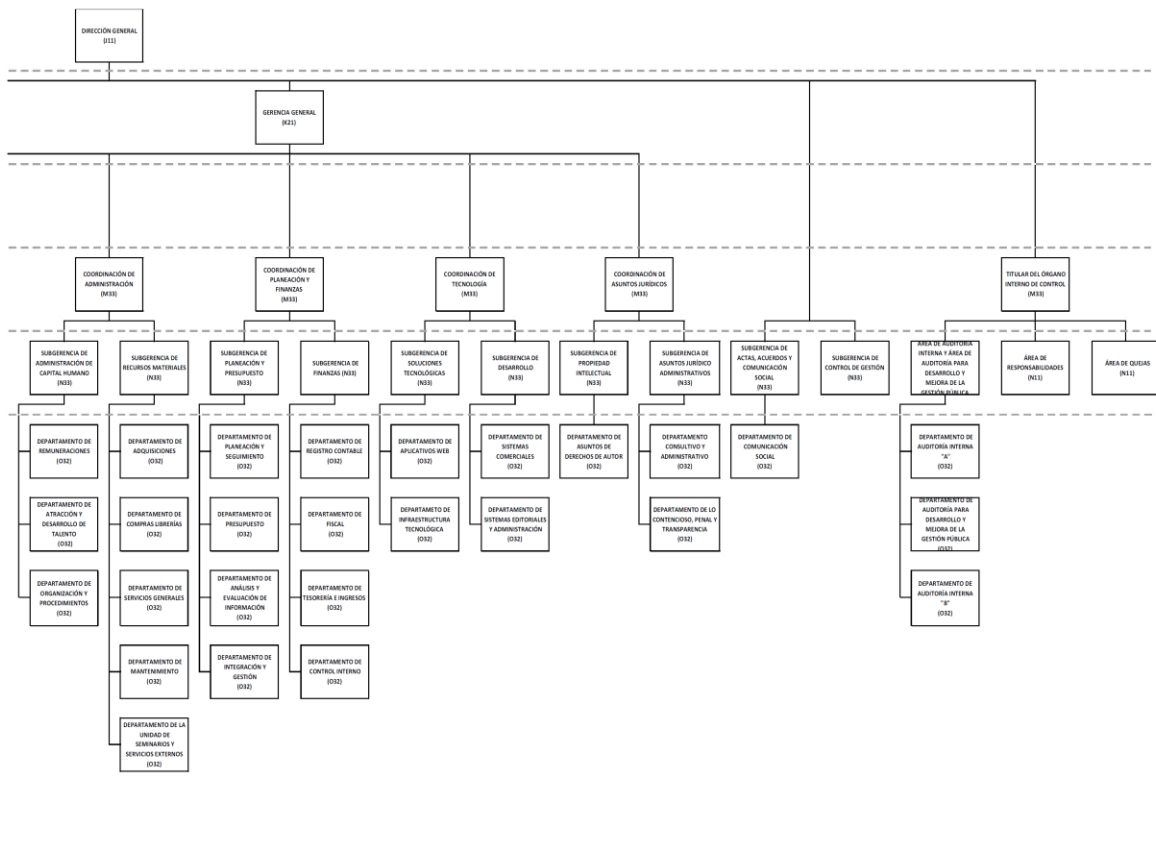 DIRECCIÓN GENERAL
(J11)
GERENCIA GENERAL
(K21)
COORDINACIÓN DE
ADMINISTRACIÓN
(M33)
COORDINACIÓN DE
PLANEACIÓN Y
FINANZAS
(M33)
COORDINACIÓN DE
TECNOLOGÍA
(M33)
COORDINACIÓN DE
ASUNTOS JURÍDICOS
(M33)
TITULAR DEL ÓRGANO
INTERNO DE CONTROL
(M33)
SUBGERENCIA DE
ADMINISTRACIÓN DE
CAPITAL HUMANO
(N33)
SUBGERENCIA DE
RECURSOS MATERIALES
(N33)
SUBGERENCIA DE
PLANEACIÓN Y
PRESUPUESTO
(N33)
SUBGERENCIA DE
FINANZAS (N33)
SUBGERENCIA DE
SOLUCIONES
TECNOLÓGICAS
(N33)
SUBGERENCIA DE
DESARROLLO
(N33)
SUBGERENCIA DE
PROPIEDAD
INTELECTUAL
(N33)
SUBGERENCIA DE
ASUNTOS JURÍDICO
ADMINISTRATIVOS
(N33)
SUBGERENCIA DE
ACTAS, ACUERDOS Y
COMUNICACIÓN
SOCIAL
(N33)
SUBGERENCIA DE
CONTROL DE GESTIÓN
(N33)
ÁREA DE AUDITORÍA
INTERNA Y ÁREA DE
AUDITORÍA PARA
DESARROLLO Y
MEJORA DE LA
GESTIÓN PÚBLICA
ÁREA DE
RESPONSABILIDADES
(N11)
ÁREA DE QUEJAS
(N11)
DEPARTAMENTO DE
REMUNERACIONES
(O32)
DEPARTAMENTO DE
ADQUISICIONES
(O32)
DEPARTAMENTO DE
PLANEACIÓN Y
SEGUIMIENTO
(O32)
DEPARTAMENTO DE
REGISTRO CONTABLE
(O32)
DEPARTAMENTO DE
APLICATIVOS WEB
(O32)
DEPARTAMENTO DE
SISTEMAS
COMERCIALES
(O32)
DEPARTAMENTO DE
ASUNTOS DE
DERECHOS DE AUTOR
(O32)
DEPARTAMENTO
CONSULTIVO Y
ADMINISTRATIVO
(O32)
DEPARTAMENTO DE
COMUNICACIÓN
SOCIAL
(O32)
DEPARTAMENTO DE
AUDITORÍA INTERNA
"A"
(O32)
DEPARTAMENTO DE
ATRACCIÓN Y
DESARROLLO DE
TALENTO
(O32)
DEPARTAMENTO DE
COMPRAS LIBRERÍAS
(O32)
DEPARTAMENTO DE
PRESUPUESTO
(O32)
DEPARTAMENTO DE
FISCAL
(O32)
DEPARTAMETO DE
INFRAESTRUCTURA
TECNOLÓGICA
(O32)
DEPARTAMENTO DE
SISTEMAS EDITORIALES
Y ADMINISTRACIÓN
(O32)
DEPARTAMENTO DE LO
CONTENCIOSO, PENAL Y
TRANSPARENCIA
(O32)
DEPARTAMENTO DE
AUDITORÍA PARA
DESARROLLO Y
MEJORA DE LA
GESTIÓN PÚBLICA
(O32)
DEPARTAMENTO DE
ORGANIZACIÓN Y
PROCEDIMIENTOS
(O32)
DEPARTAMENTO DE
SERVICIOS GENERALES
(O32)
DEPARTAMENTO DE
ANÁLISIS Y
EVALUACIÓN DE
INFORMACIÓN
(O32)
DEPARTAMENTO DE
TESORERÍA E INGRESOS
(O32)
DEPARTAMENTO DE
AUDITORÍA INTERNA
"B"
(O32)
DEPARTAMENTO DE
MANTENIMIENTO
(O32)
DEPARTAMENTO DE
INTEGRACIÓN Y
GESTIÓN
(O32)
DEPARTAMENTO DE
CONTROL INTERNO
(O32)
DEPARTAMENTO DE LA
UNIDAD DE
SEMINARIOS Y
SERVICIOS EXTERNOS
(O32)